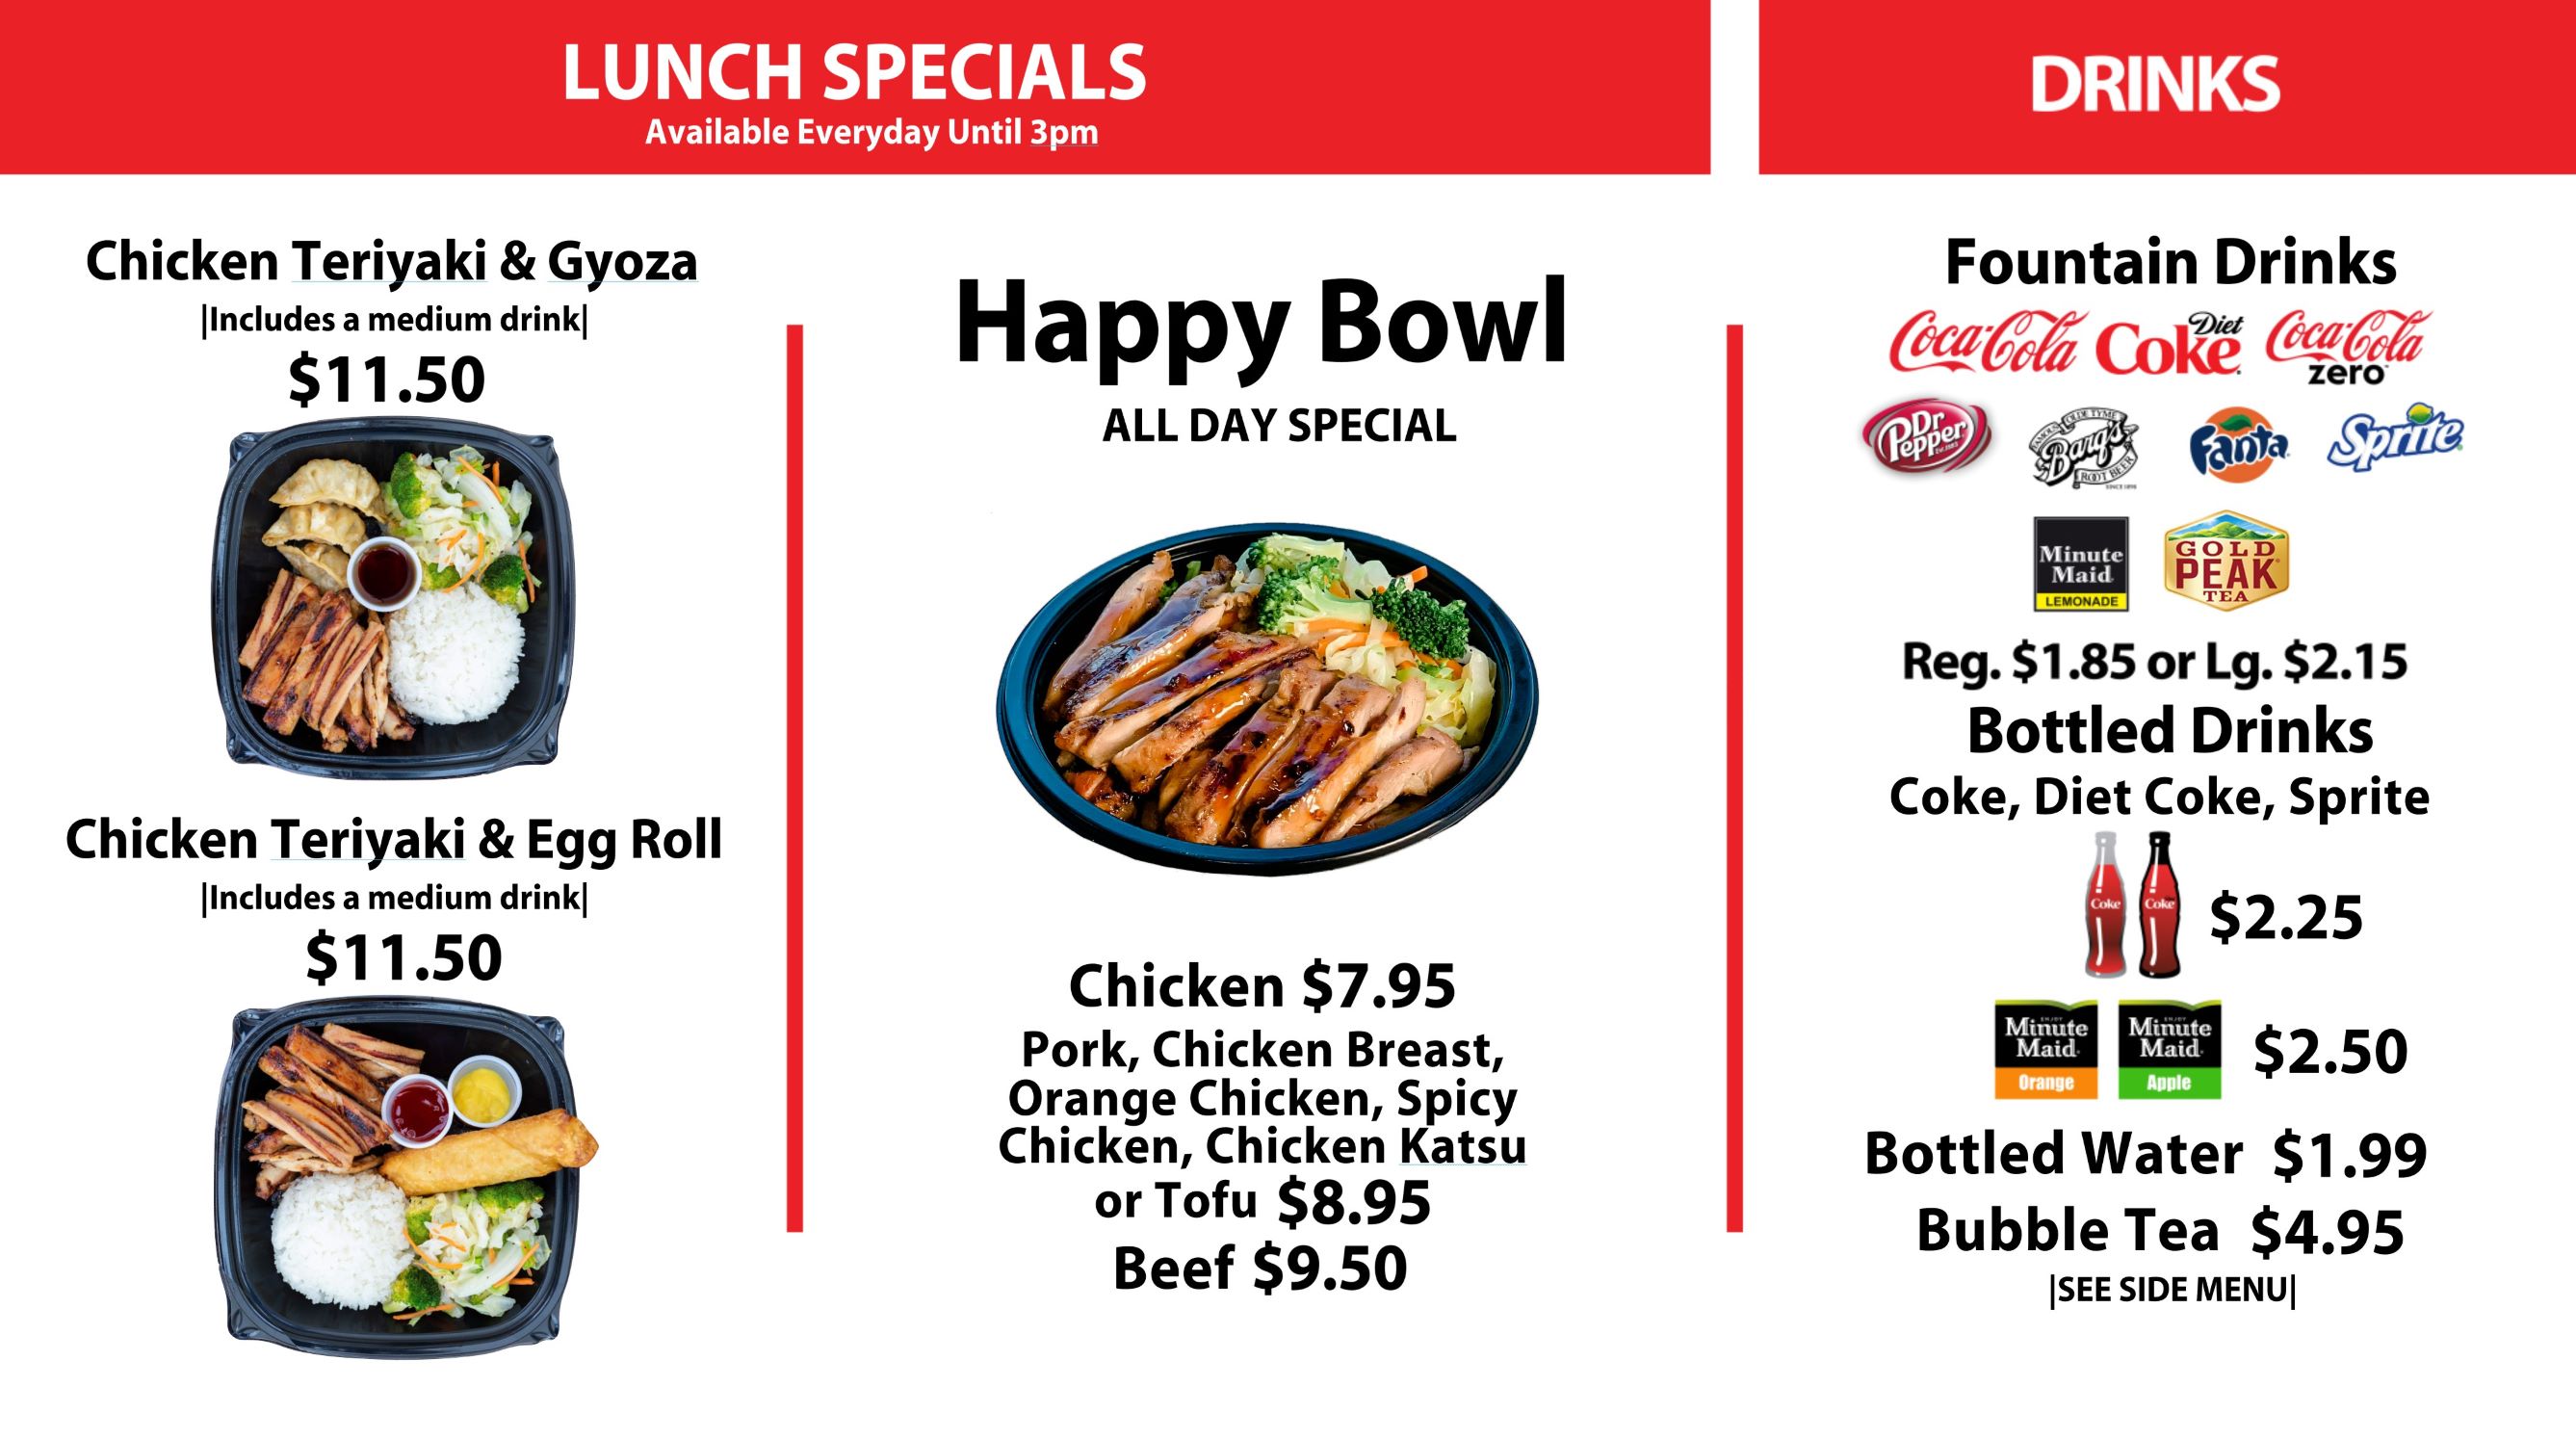 LUNCH SPECIALS
Available Everyday Until 3pm
Chicken Teriyaki & Gyoza
|Includes a medium drink|
$11.50
Chicken Teriyaki & Egg Roll
|Includes a medium drink|
$11.50
Happy Bowl
ALL DAY SPECIAL
Chicken $7.95
Pork, Chicken Breast,
Orange Chicken, Spicy
Chicken, Chicken Katsu
or Tofu $8.95
Beef $9.50
DRINKS
Fountain Drinks
Coca-Cola Diet Coke Coca-Cola zero
Dr Pepper Barq's ROOT BEER Fanta Sprite
Minute Maid LEMONADE GOLD PEAK TEA
Reg. $1.85 or Lg. $2.15
Bottled Drinks
Coke, Diet Coke, Sprite
Coke Coke $2.25
Minute Maid Orange Minute Maid Apple $2.50
Bottled Water $1.99
Bubble Tea $4.95
|SEE SIDE MENU|